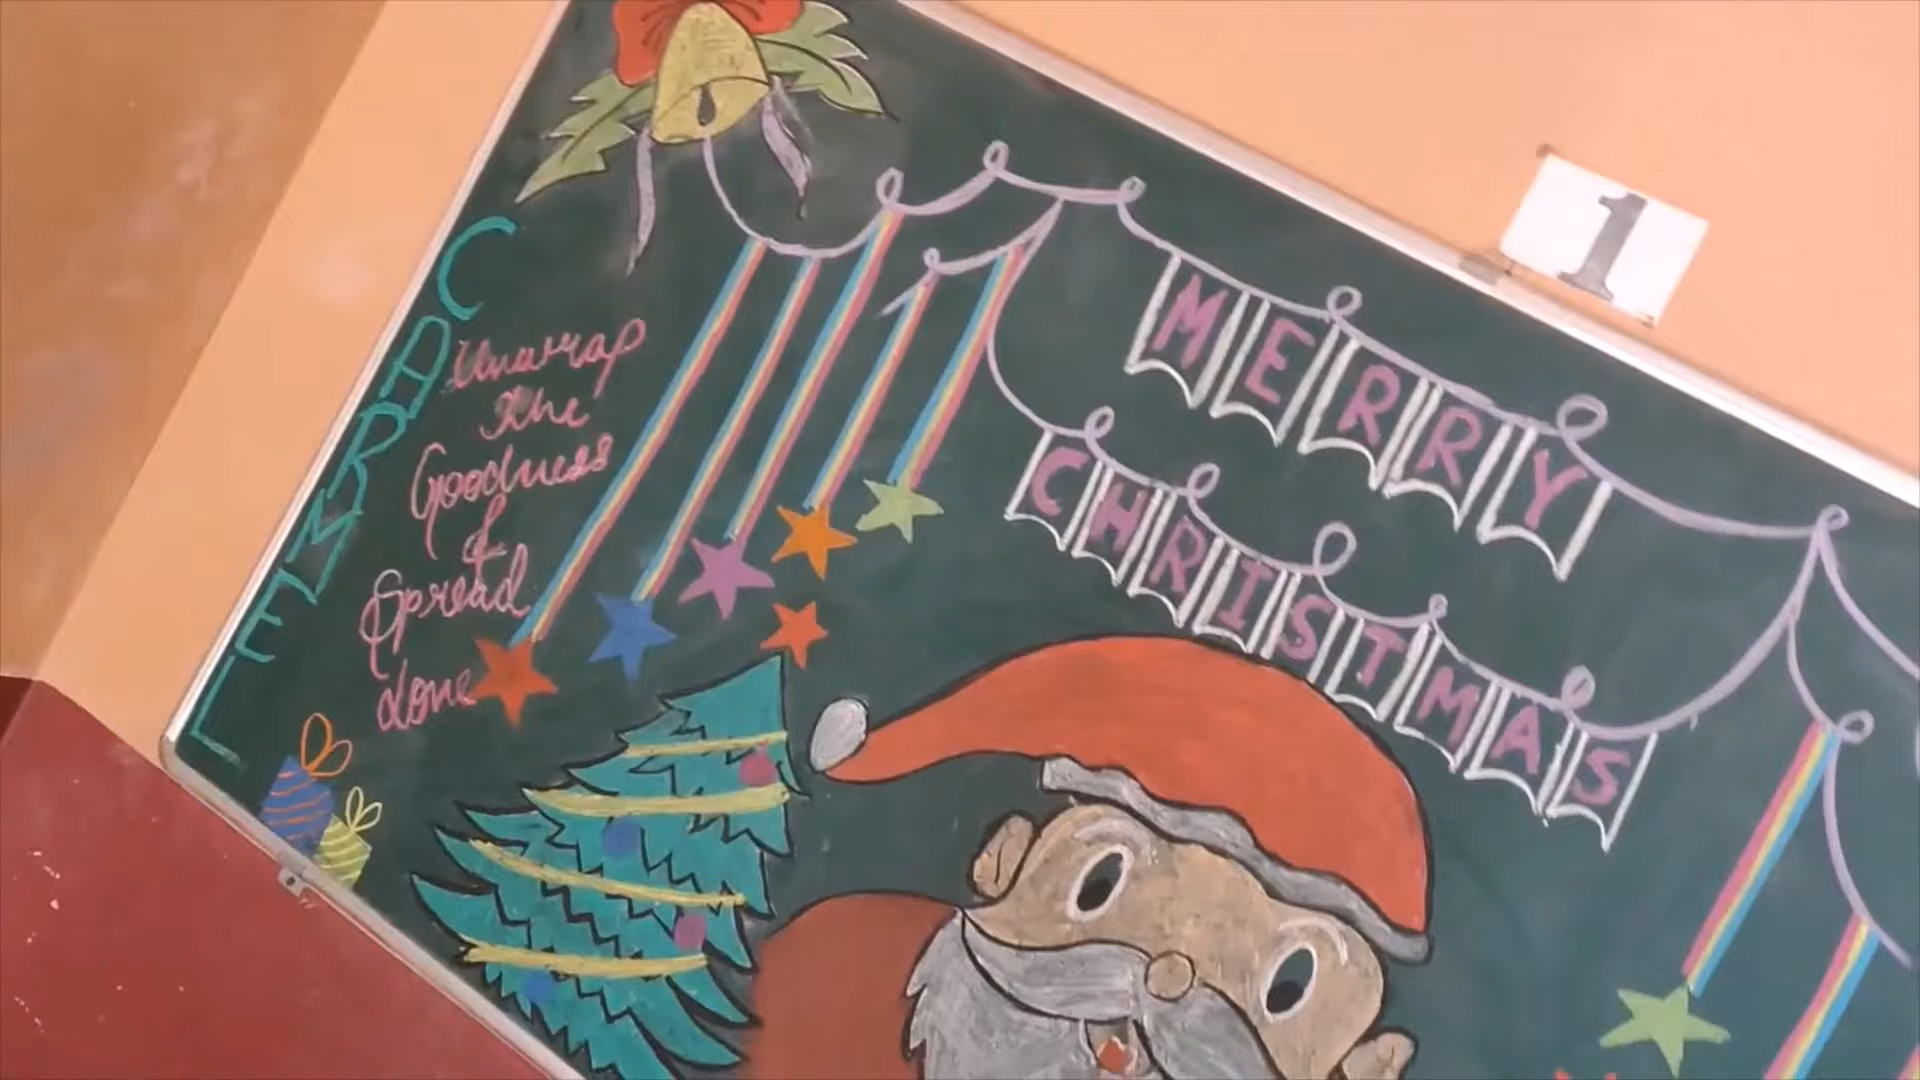 CARMEL
Unwrap
the
Goodness
&
Spread
Love
MERRY
CHRISTMAS
1